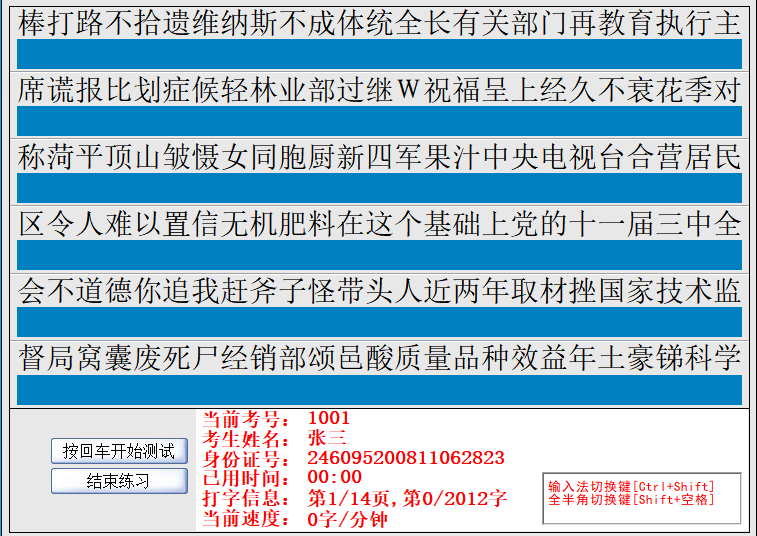 棒打路不拾遗维纳斯不成体统全长有关部门再教育执行主
席谎报比划症候轻林业部过继Ｗ祝福呈上经久不衰花季对
称菏平顶山皱慑女同胞厨新四军果汁中央电视台合营居民
区令人难以置信无机肥料在这个基础上党的十一届三中全
会不道德你追我赶斧子怪带头人近两年取材挫国家技术监
督局窝囊废死尸经销部颂邑酸质量品种效益年土豪锑科学
按回车开始测试
结束练习
当前考号： 1001
考生姓名： 张三
身份证号： 246095200811062823
已用时间： 00:00
打字信息： 第1/14页,第0/2012字
当前速度： 0字/分钟
输入法切换键[Ctrl+Shift]
全半角切换键[Shift+空格]